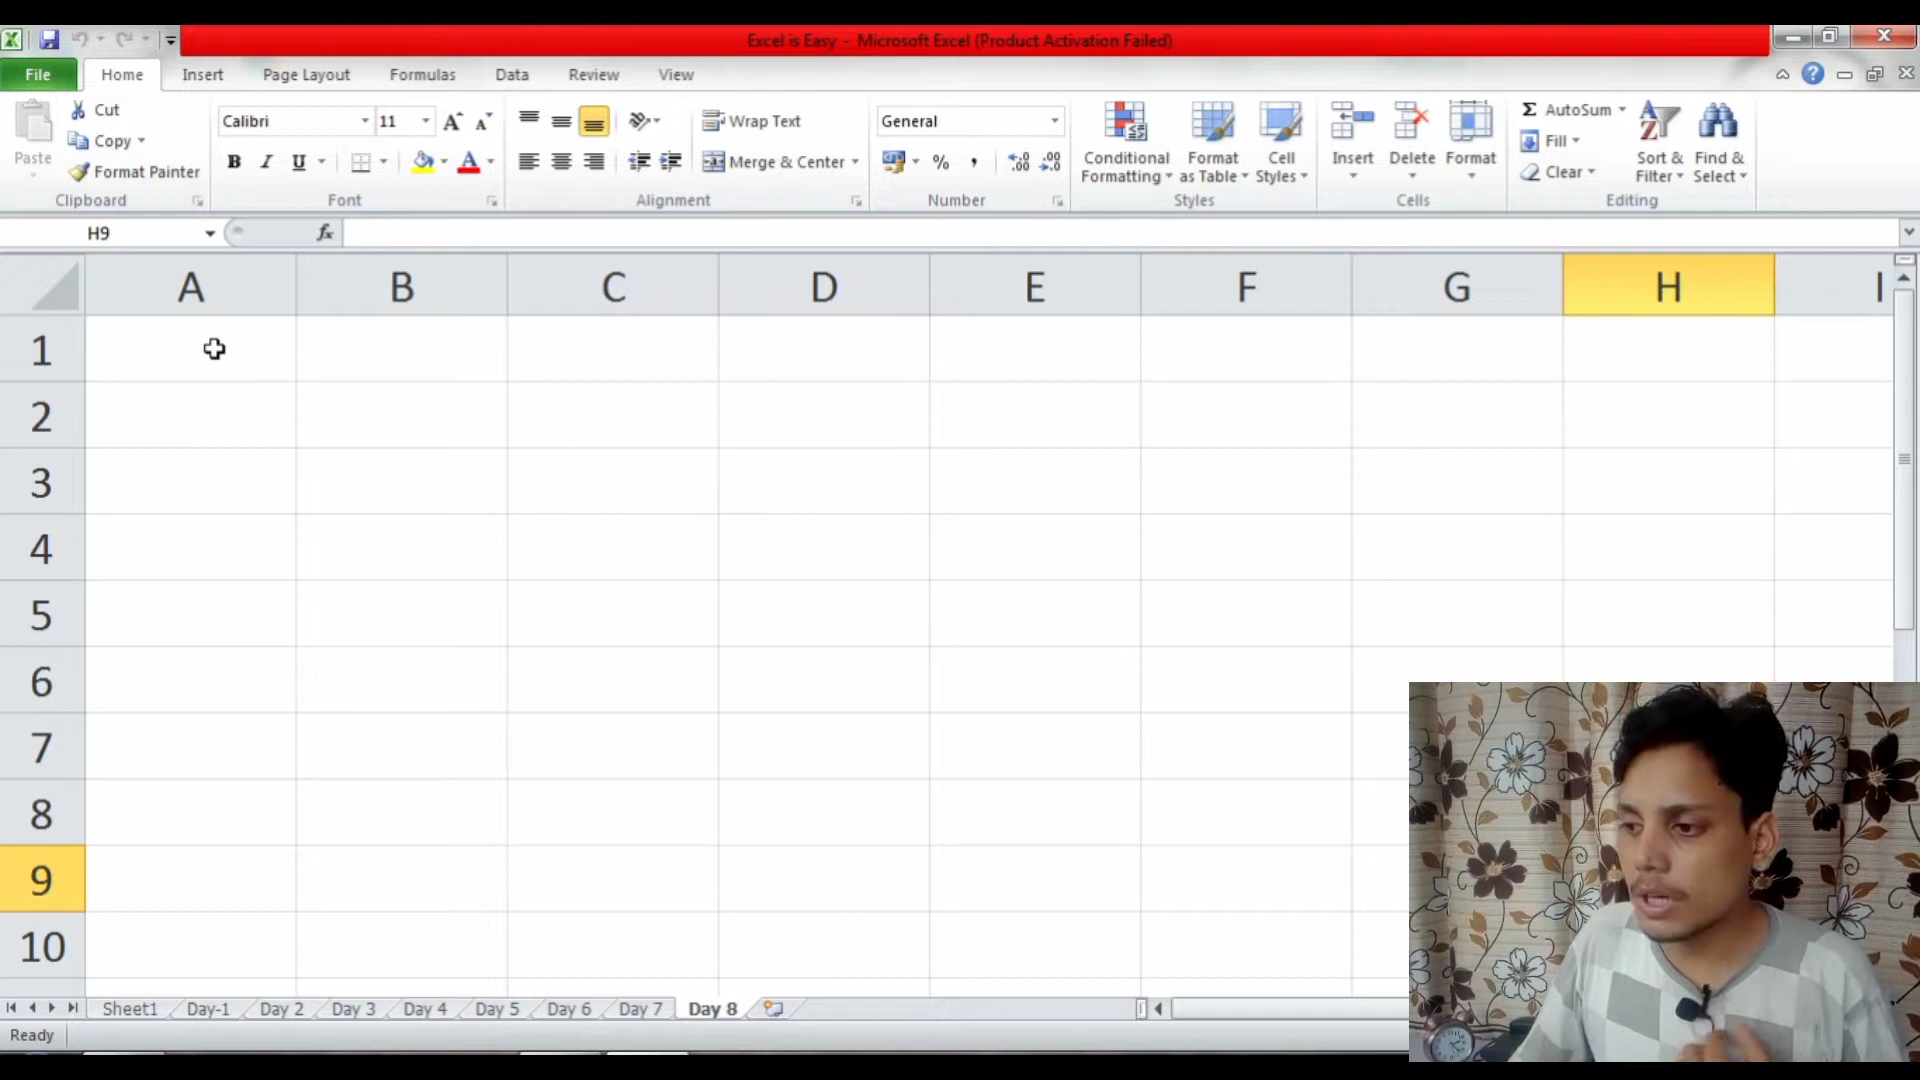 Excel is Easy - Microsoft Excel (Product Activation Failed)
File Home Insert Page Layout Formulas Data Review View
Paste
Cut
Copy
Format Painter
Clipboard
Calibri 11
B I U
Font
Wrap Text
Merge & Center
Alignment
General
% ,
Number
Conditional Formatting
Format as Table
Cell Styles
Styles
Insert
Delete
Format
Cells
Σ AutoSum
Fill
Clear
Sort & Filter
Find & Select
Editing
H9 fx
A B C D E F G H I
1
2
3
4
5
6
7
8
9
10
Sheet1 Day-1 Day 2 Day 3 Day 4 Day 5 Day 6 Day 7 Day 8
Ready